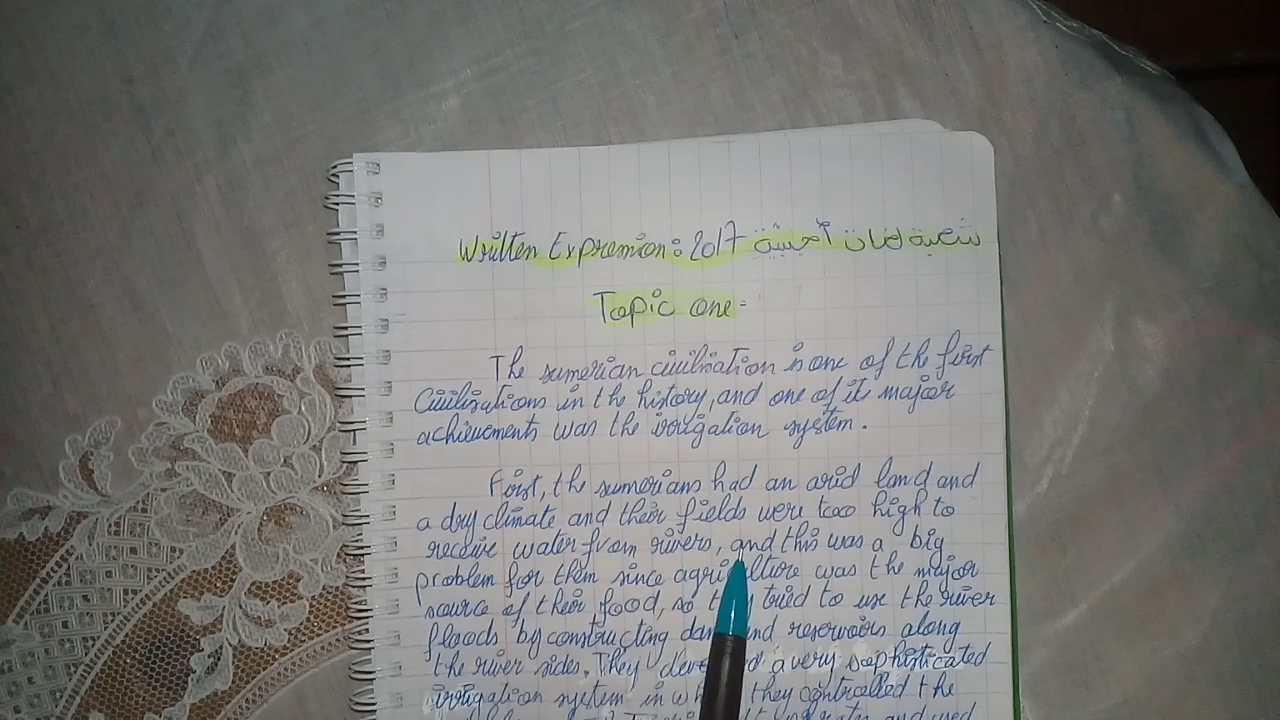 Written Expression: 2017 شعبة لغات أجنبية
Topic one:
The sumerian civilisation is one of the first
civilisations in the history, and one of its major
achievements was the irrigation system.
First, the sumerians had an arid land and
a dry climate and their fields were too high to
receive water from rivers, and this was a big
problem for them since agriculture was the major
source of their food, so they tried to use the river
floods by constructing dams and reservoirs along
the river sides. They developed a very sophisticated
irrigation system in which they controlled the
and used